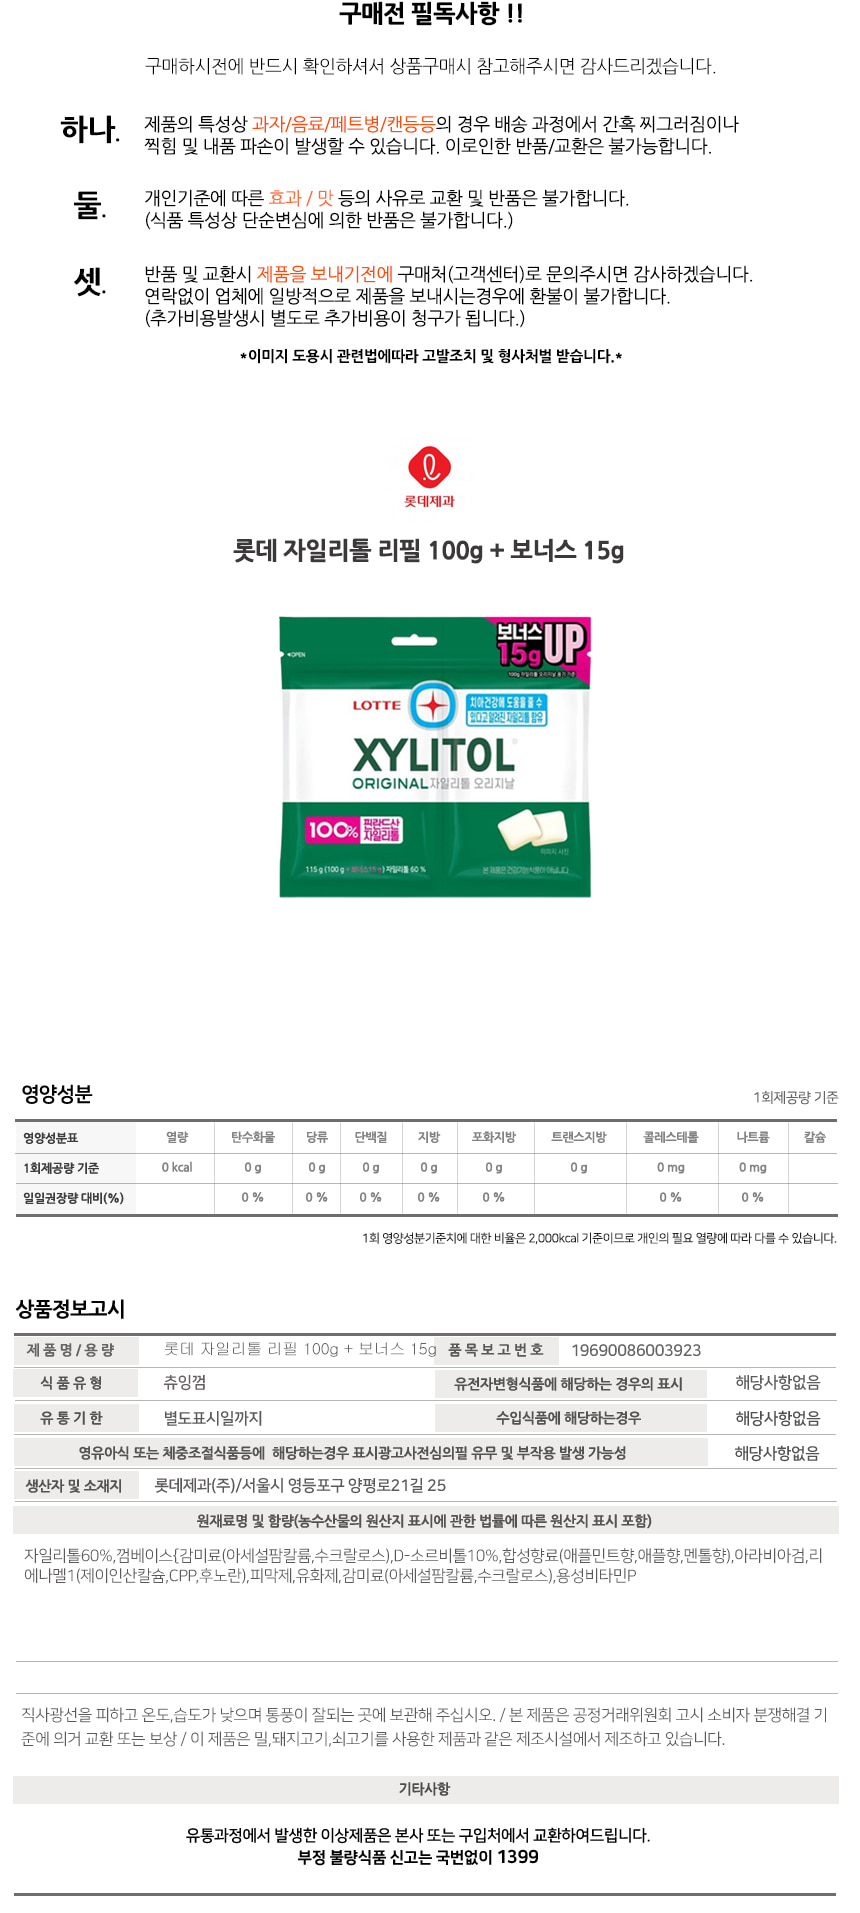 구매전 필독사항 !!
구매하시전에 반드시 확인하셔서 상품구매시 참고해주시면 감사드리겠습니다.
하나. 제품의 특성상 과자/음료/페트병/캔등등의 경우 배송 과정에서 간혹 찌그러짐이나
찍힘 및 내품 파손이 발생할 수 있습니다. 이로인한 반품/교환은 불가능합니다.
둘. 개인기준에 따른 효과 / 맛 등의 사유로 교환 및 반품은 불가합니다.
(식품 특성상 단순변심에 의한 반품은 불가합니다.)
셋. 반품 및 교환시 제품을 보내기전에 구매처(고객센터)로 문의주시면 감사하겠습니다.
연락없이 업체에 일방적으로 제품을 보내시는경우에 환불이 불가합니다.
(추가비용발생시 별도로 추가비용이 청구가 됩니다.)
*이미지 도용시 관련법에따라 고발조치 및 형사처벌 받습니다.*
롯데제과
롯데 자일리톨 리필 100g + 보너스 15g
보너스
15g UP
100g 자일리톨 오리지날 용기 기준
◄OPEN
LOTTE
치아건강에 도움을 줄 수
있다고 알려진 자일리톨 함유
XYLITOL
ORIGINAL 자일리톨 오리지날
100% 핀란드산
자일리톨
이미지 사진
115 g (100 g + 보너스 15 g) 자일리톨 60 %
본 제품은 건강기능식품이 아닙니다
영양성분
1회제공량 기준
영양성분표 열량 탄수화물 당류 단백질 지방 포화지방 트랜스지방 콜레스테롤 나트륨 칼슘
1회제공량 기준 0 kcal 0 g 0 g 0 g 0 g 0 g 0 g 0 mg 0 mg
일일권장량 대비(%) 0 % 0 % 0 % 0 % 0 % 0 % 0 %
1회 영양성분기준치에 대한 비율은 2,000kcal 기준이므로 개인의 필요 열량에 따라 다를 수 있습니다.
상품정보고시
제품명/용량 롯데 자일리톨 리필 100g + 보너스 15g 품목보고번호 19690086003923
식품유형 츄잉껌 유전자변형식품에 해당하는 경우의 표시 해당사항없음
유통기한 별도표시일까지 수입식품에 해당하는경우 해당사항없음
영유아식 또는 체중조절식품등에 해당하는경우 표시광고사전심의필 유무 및 부작용 발생 가능성 해당사항없음
생산자 및 소재지 롯데제과(주)/서울시 영등포구 양평로21길 25
원재료명 및 함량(농수산물의 원산지 표시에 관한 법률에 따른 원산지 표시 포함)
자일리톨60%,껌베이스{감미료(아세설팜칼륨,수크랄로스),D-소르비톨10%,합성향료(애플민트향,애플향,멘톨향),아라비아검,리
에나멜1(제이인산칼슘,CPP,후노란),피막제,유화제,감미료(아세설팜칼륨,수크랄로스),용성비타민P
직사광선을 피하고 온도,습도가 낮으며 통풍이 잘되는 곳에 보관해 주십시오. / 본 제품은 공정거래위원회 고시 소비자 분쟁해결 기
준에 의거 교환 또는 보상 / 이 제품은 밀,돼지고기,쇠고기를 사용한 제품과 같은 제조시설에서 제조하고 있습니다.
기타사항
유통과정에서 발생한 이상제품은 본사 또는 구입처에서 교환하여드립니다.
부정 불량식품 신고는 국번없이 1399